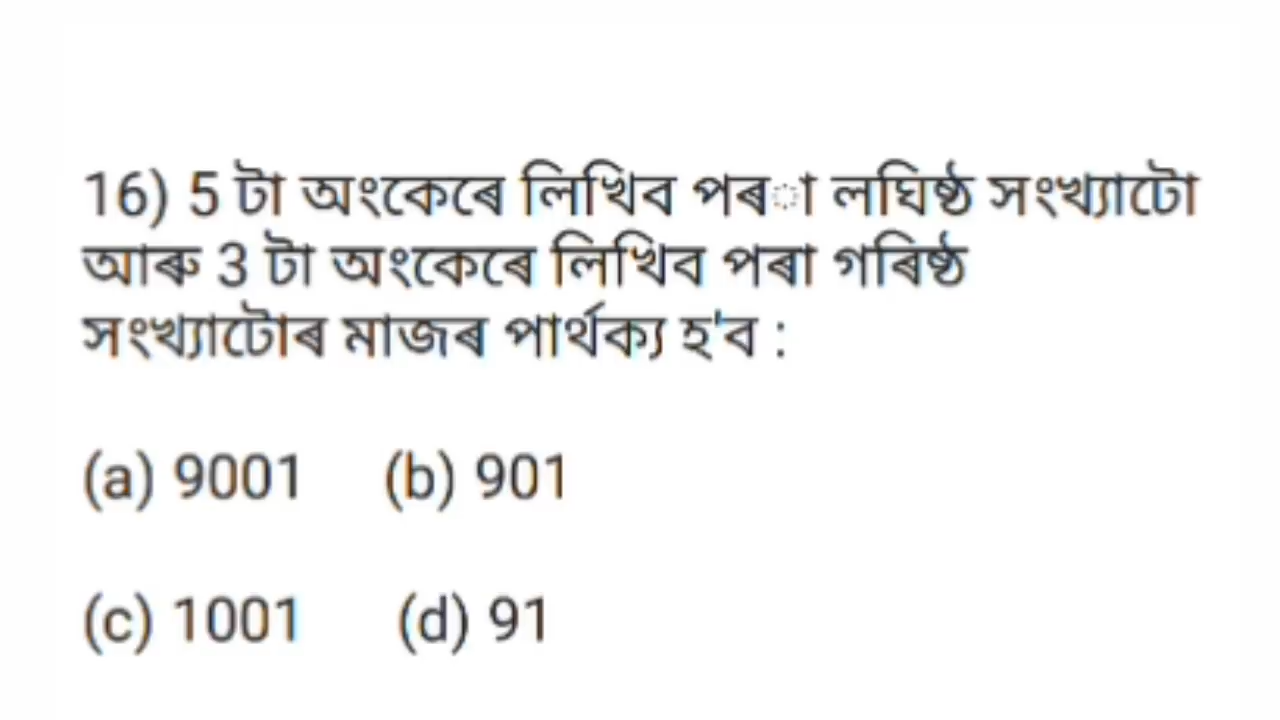 16) 5 টা অংকেৰে লিখিব পৰ◌া লঘিষ্ঠ সংখ্যাটো
আৰু 3 টা অংকেৰে লিখিব পৰা গৰিষ্ঠ
সংখ্যাটোৰ মাজৰ পাৰ্থক্য হ'ব :
(a) 9001 (b) 901
(c) 1001 (d) 91